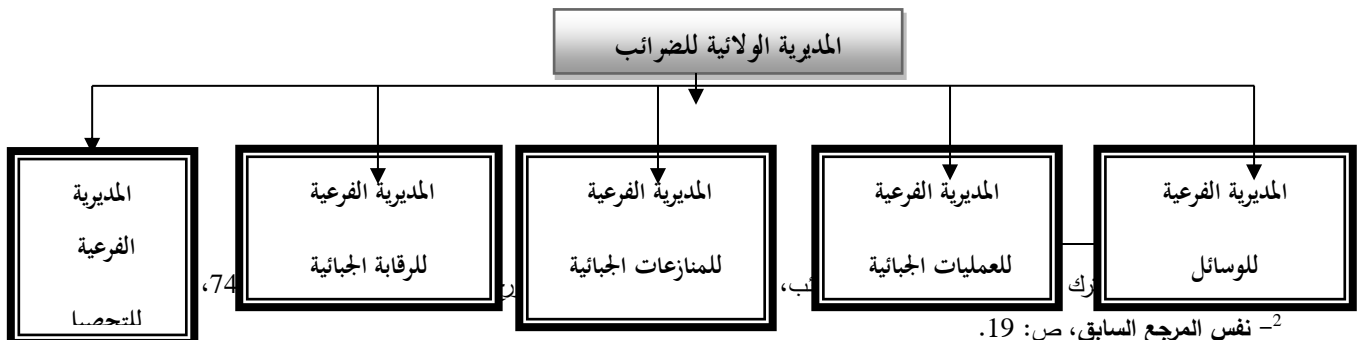 المديرية الولائية للضرائب
المديرية الفرعية
للوسائل
المديرية الفرعية
للعمليات الجبائية
المديرية الفرعية
للمنازعات الجبائية
المديرية الفرعية
للرقابة الجبائية
المديرية
الفرعية
74،
2- نفس المرجع السابق، ص: 19.